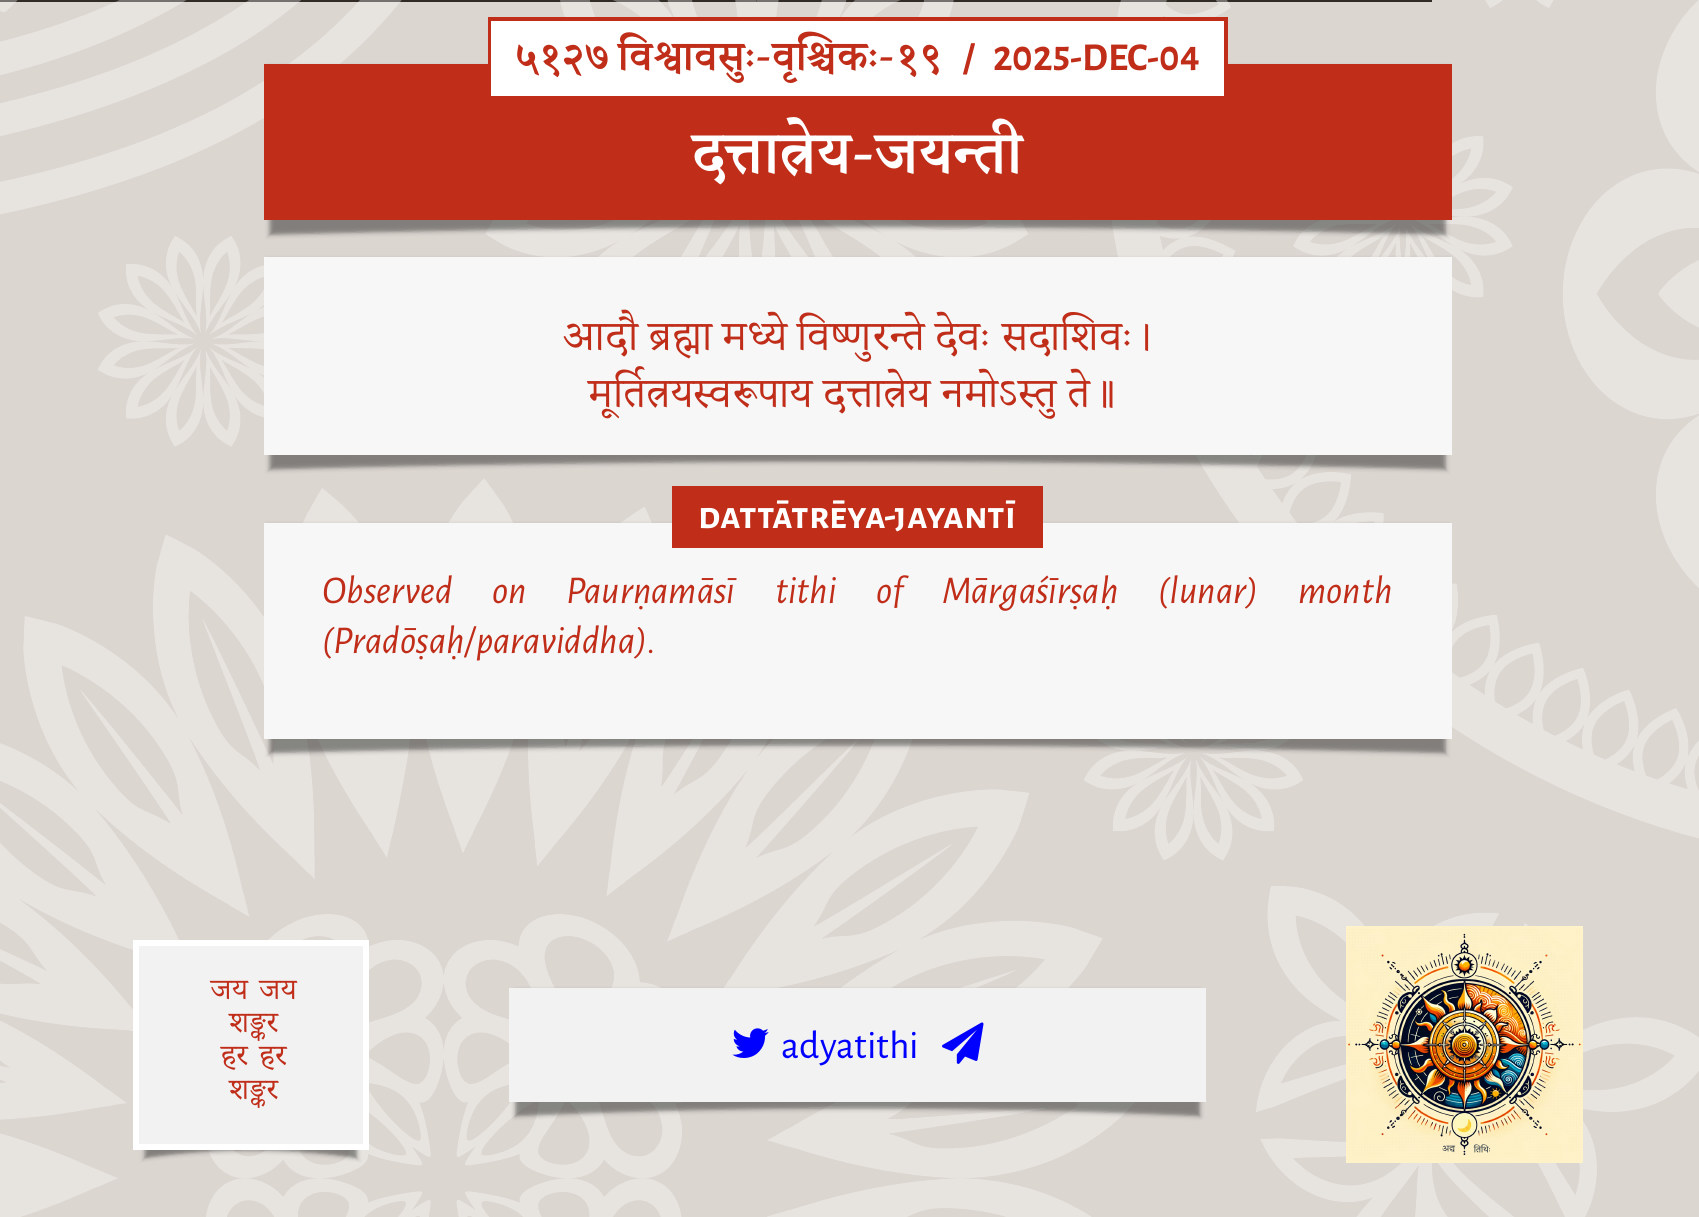 ५१२७ विश्वावसुः-वृश्चिकः-१९ / 2025-DEC-04
दत्तात्रेय-जयन्ती
आदौ ब्रह्मा मध्ये विष्णुरन्ते देवः सदाशिवः ।
मूर्तित्रयस्वरूपाय दत्तात्रेय नमोऽस्तु ते ॥
DATTĀTRĒYA-JAYANTĪ
Observed on Paurṇamāsī tithi of Mārgaśīrṣaḥ (lunar) month
(Pradōṣaḥ/paraviddha).
जय जय
शङ्कर
हर हर
शङ्कर
adyatithi
अद्य तिथिः